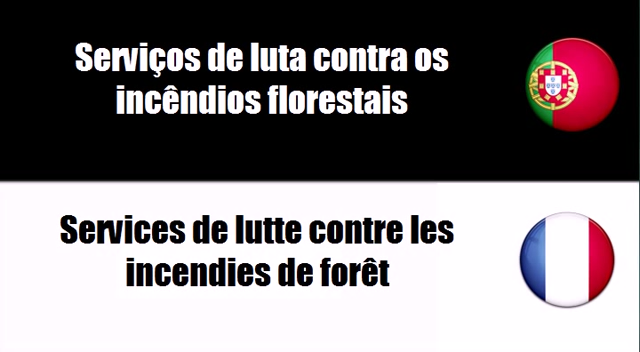 Serviços de luta contra os
incêndios florestais
Services de lutte contre les
incendies de forêt